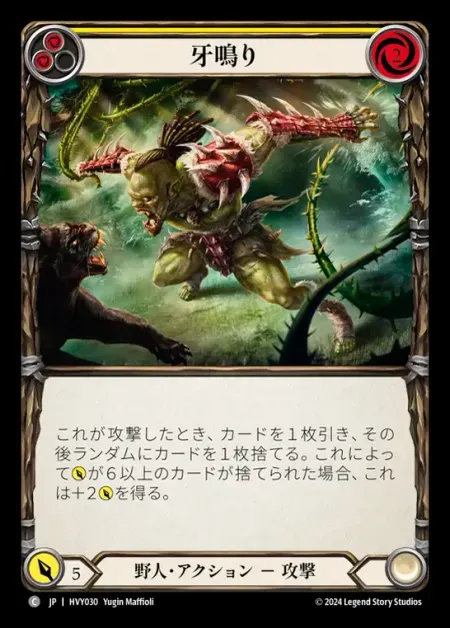 牙鳴り
2
これが攻撃したとき、カードを１枚引き、その
後ランダムにカードを１枚捨てる。これによっ
てが６以上のカードが捨てられた場合、これ
は＋２を得る。
5
野人・アクション － 攻撃
C JP | HVY030 Yugin Maffioli
© 2024 Legend Story Studios